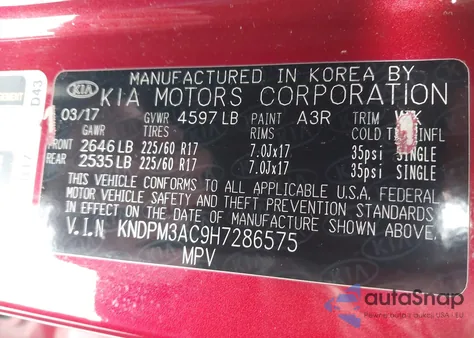 MANUFACTURED IN KOREA BY
KIA KIA MOTORS CORPORATION
03/17 GVWR 4597 LB PAINT A3R TRIM
GAWR TIRES RIMS COLD INFL
FRONT 2646 LB 225/60 R17 7.0Jx17 35psi SINGLE
REAR 2535 LB 225/60 R17 7.0Jx17 35psi SINGLE
THIS VEHICLE CONFORMS TO ALL APPLICABLE U.S.A. FEDERAL
MOTOR VEHICLE SAFETY AND THEFT PREVENTION STANDARDS
IN EFFECT ON THE DATE OF MANUFACTURE SHOWN ABOVE.
V.I.N KNDPM3AC9H7286575
MPV
D43
autoSnap